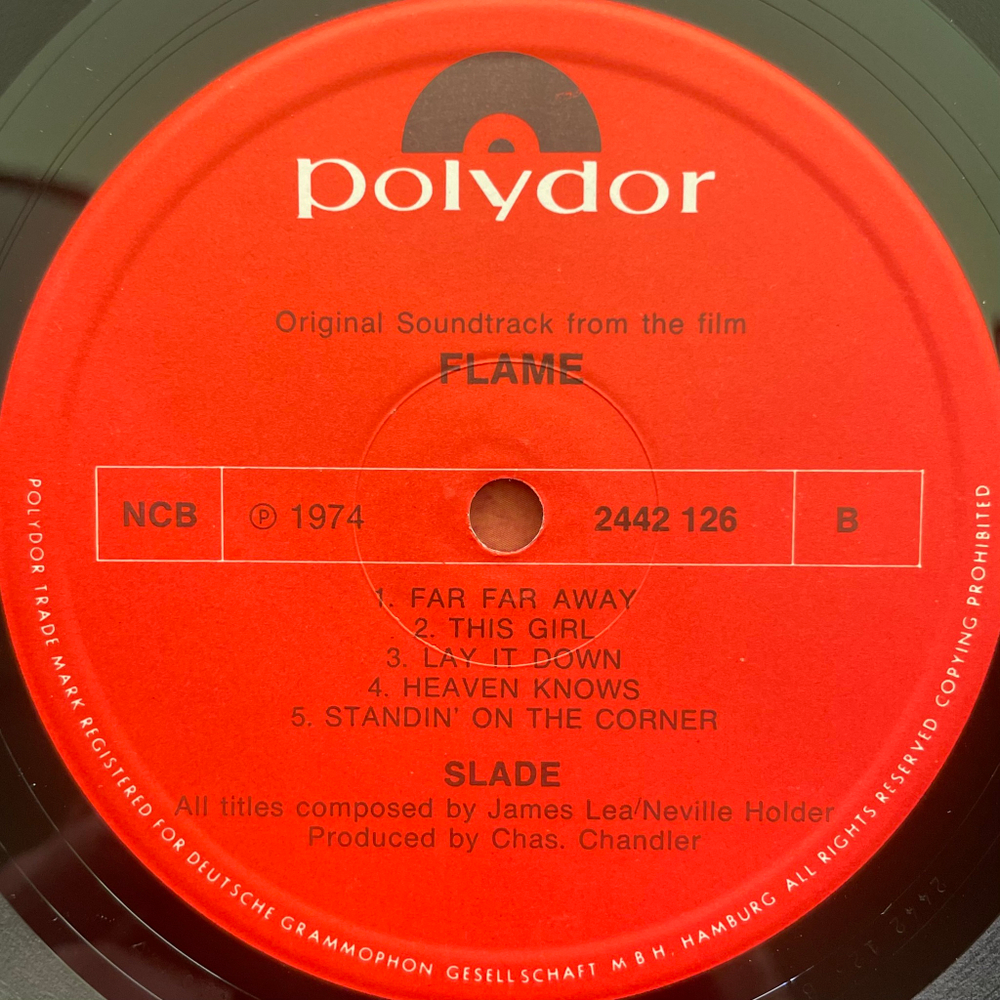 polydor
Original Soundtrack from the film
FLAME
NCB ℗ 1974 2442 126 B
1. FAR FAR AWAY
2. THIS GIRL
3. LAY IT DOWN
4. HEAVEN KNOWS
5. STANDIN' ON THE CORNER
SLADE
All titles composed by James Lea/Neville Holder
Produced by Chas. Chandler
POLYDOR TRADE MARK REGISTERED FOR DEUTSCHE GRAMMOPHON GESELLSCHAFT M B H. HAMBURG ALL RIGHTS RESERVED COPYING PROHIBITED
2442